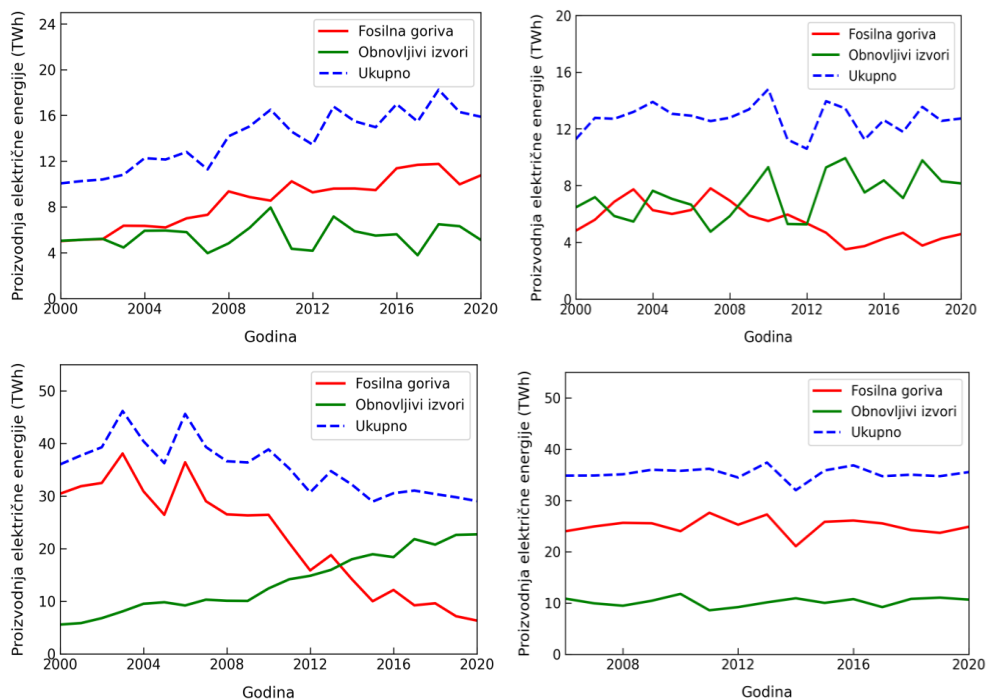 Proizvodnja električne energije (TWh)
24
20
16
12
8
4
0
Fosilna goriva
Obnovljivi izvori
Ukupno
2000
2004
2008
2012
2016
2020
Godina
Proizvodnja električne energije (TWh)
20
16
12
8
4
0
Fosilna goriva
Obnovljivi izvori
Ukupno
2000
2004
2008
2012
2016
2020
Godina
Proizvodnja električne energije (TWh)
50
40
30
20
10
0
Fosilna goriva
Obnovljivi izvori
Ukupno
2000
2004
2008
2012
2016
2020
Godina
Proizvodnja električne energije (TWh)
50
40
30
20
10
0
Fosilna goriva
Obnovljivi izvori
Ukupno
2008
2012
2016
2020
Godina